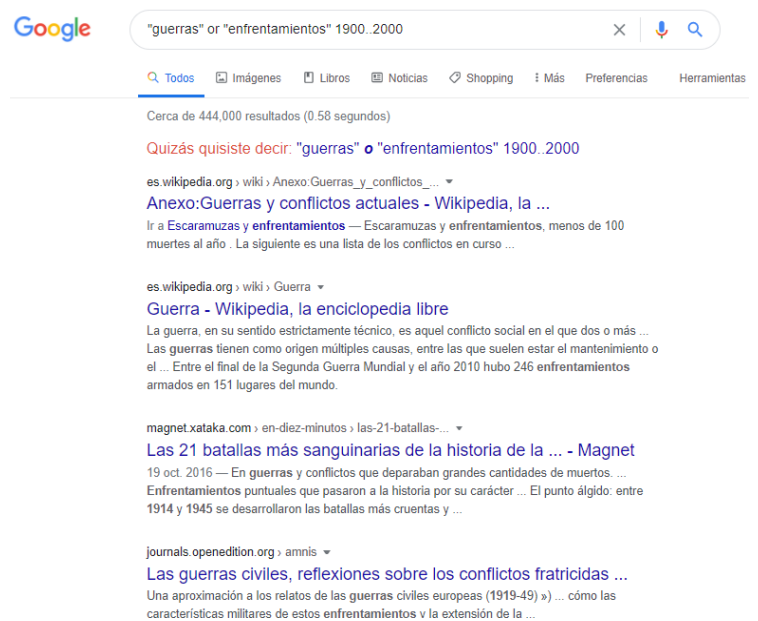 Google
"guerras" or "enfrentamientos" 1900..2000
Todos Imágenes Libros Noticias Shopping Más Preferencias Herramientas
Cerca de 444,000 resultados (0.58 segundos)
Quizás quisiste decir: "guerras" o "enfrentamientos" 1900..2000
es.wikipedia.org › wiki › Anexo:Guerras_y_conflictos_...
Anexo:Guerras y conflictos actuales - Wikipedia, la ...
Ir a Escaramuzas y enfrentamientos — Escaramuzas y enfrentamientos, menos de 100
muertes al año . La siguiente es una lista de los conflictos en curso ...
es.wikipedia.org › wiki › Guerra
Guerra - Wikipedia, la enciclopedia libre
La guerra, en su sentido estrictamente técnico, es aquel conflicto social en el que dos o más ...
Las guerras tienen como origen múltiples causas, entre las que suelen estar el mantenimiento o
el ... Entre el final de la Segunda Guerra Mundial y el año 2010 hubo 246 enfrentamientos
armados en 151 lugares del mundo.
magnet.xataka.com › en-diez-minutos › las-21-batallas-...
Las 21 batallas más sanguinarias de la historia de la ... - Magnet
19 oct. 2016 — En guerras y conflictos que deparaban grandes cantidades de muertos. ...
Enfrentamientos puntuales que pasaron a la historia por su carácter ... El punto álgido: entre
1914 y 1945 se desarrollaron las batallas más cruentas y ...
journals.openedition.org › amnis
Las guerras civiles, reflexiones sobre los conflictos fratricidas ...
Una aproximación a los relatos de las guerras civiles europeas (1919-49) ») ... cómo las
características militares de estos enfrentamientos y la extensión de la ...